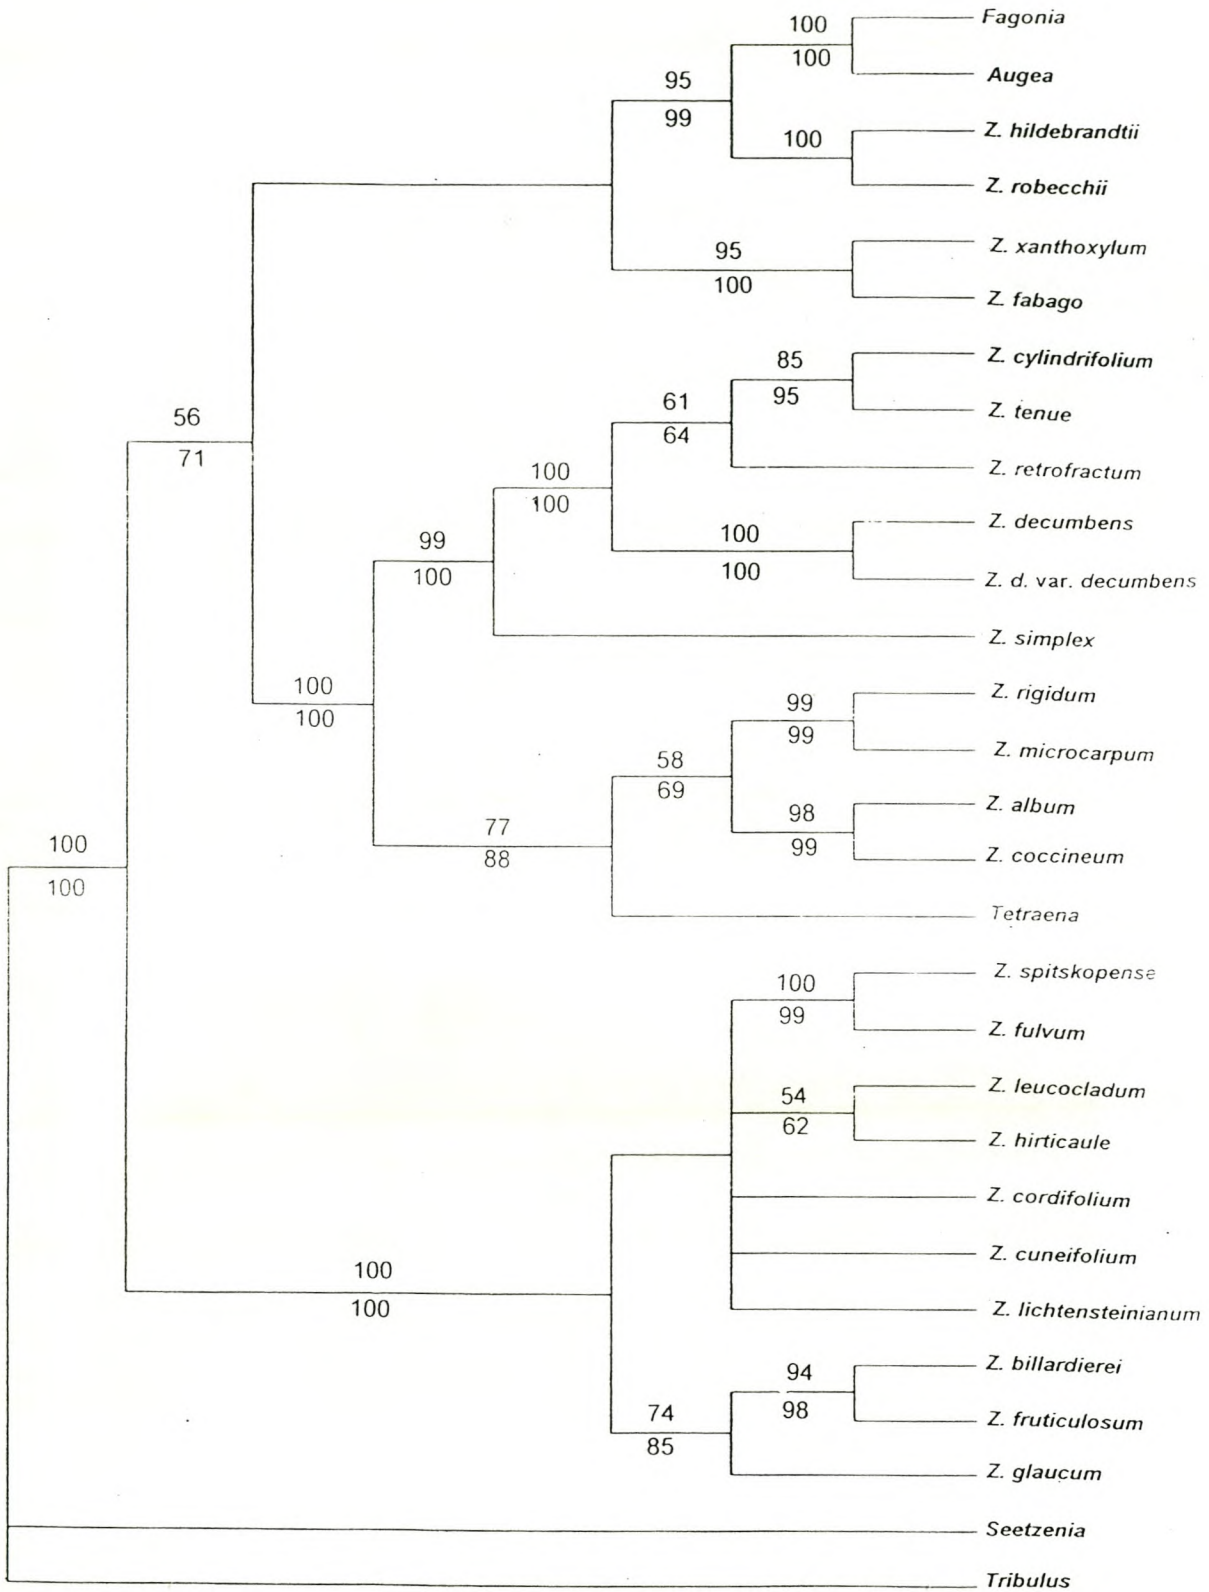 100
Fagonia
100
Augea
95
99
100
Z. hildebrandtii
Z. robecchii
95
100
Z. xanthoxylum
Z. fabago
85
95
Z. cylindrifolium
Z. tenue
61
64
Z. retrofractum
56
71
100
100
100
100
Z. decumbens
Z. d. var. decumbens
99
100
Z. simplex
100
100
99
99
Z. rigidum
Z. microcarpum
58
69
98
99
Z. album
Z. coccineum
77
88
Tetraena
100
100
100
99
Z. spitskopense
Z. fulvum
54
62
Z. leucocladum
Z. hirticaule
Z. cordifolium
Z. cuneifolium
100
100
Z. lichtensteinianum
94
98
Z. billardierei
Z. fruticulosum
74
85
Z. glaucum
Seetzenia
Tribulus